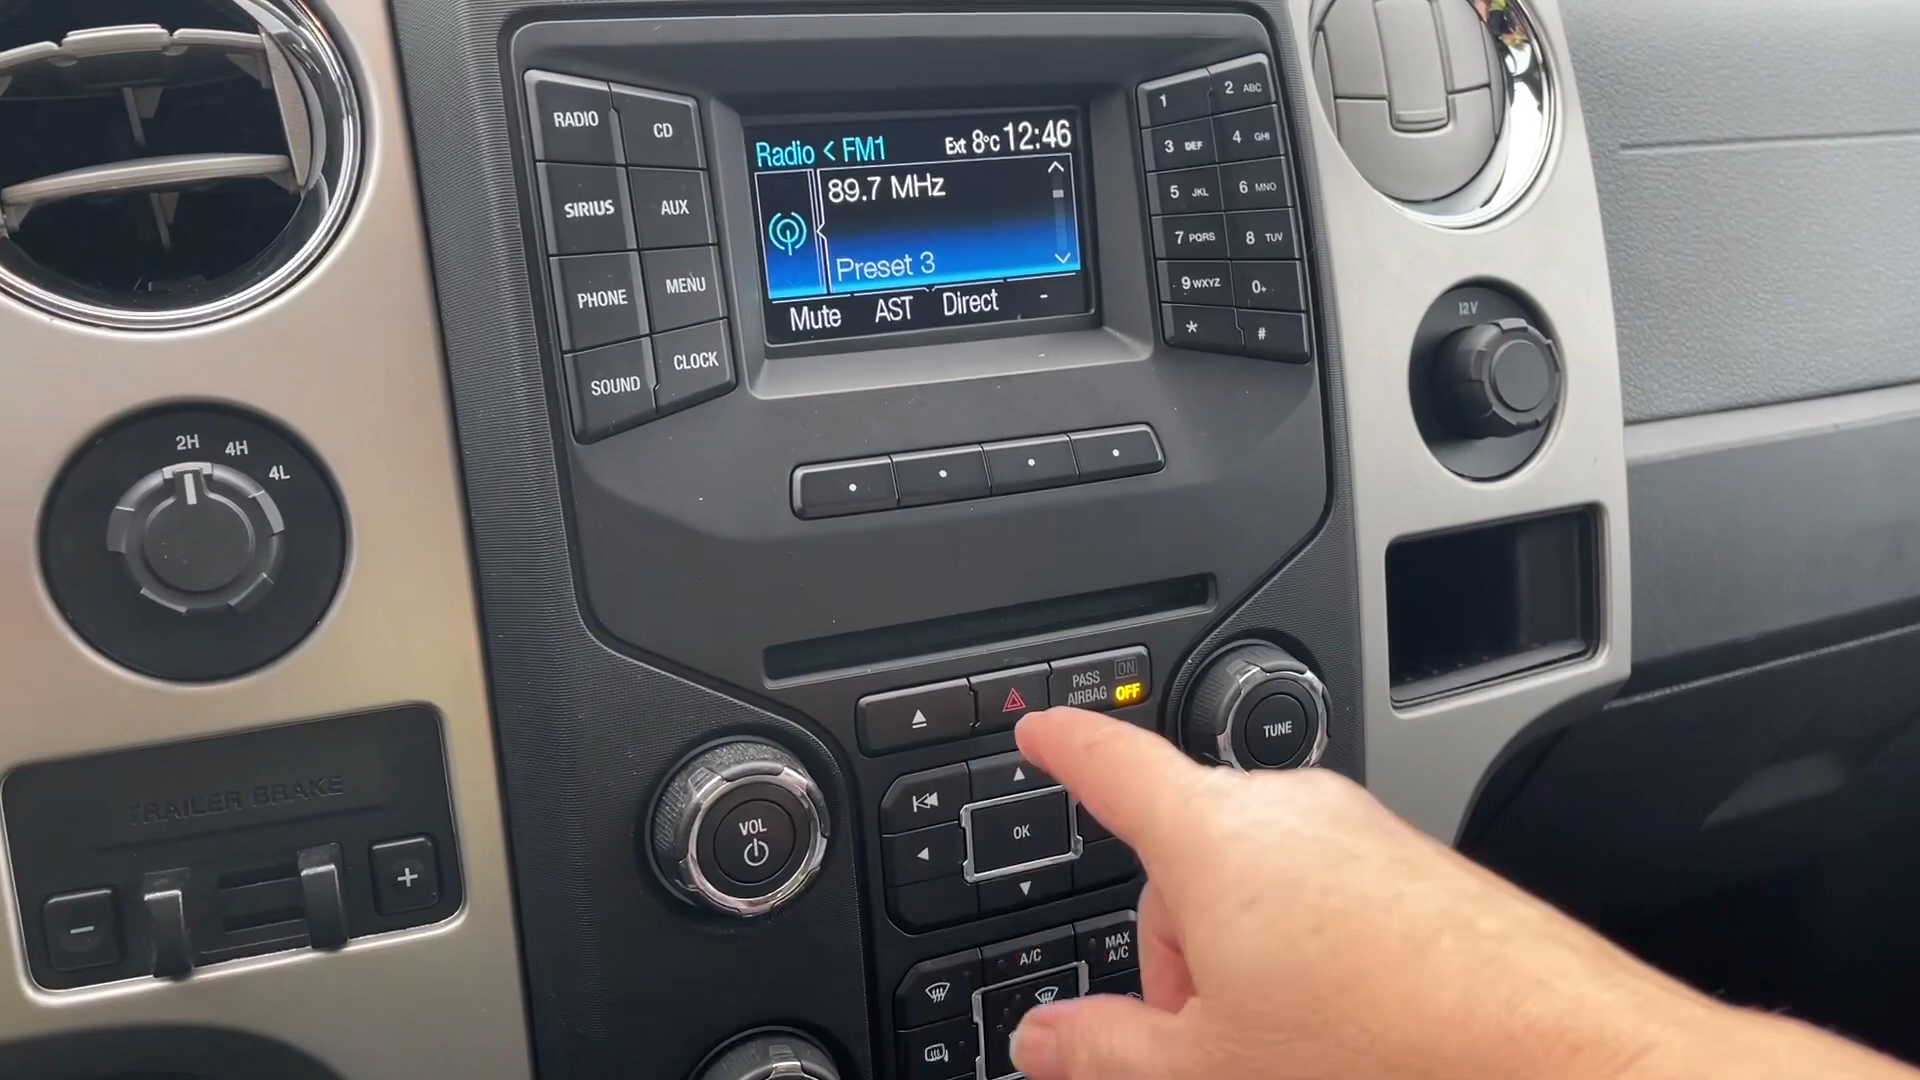 RADIO
CD
SIRIUS
AUX
PHONE
MENU
SOUND
CLOCK
Radio < FM1
Ext 8°C 12:46
89.7 MHz
Preset 3
Mute AST Direct -
1
2 ABC
3 DEF
4 GHI
5 JKL
6 MNO
7 PQRS
8 TUV
9 WXYZ
0+
*
#
12V
2H 4H 4L
PASS
AIRBAG
ON
OFF
TUNE
TRAILER BRAKE
- +
VOL
OK
A/C
MAX
A/C